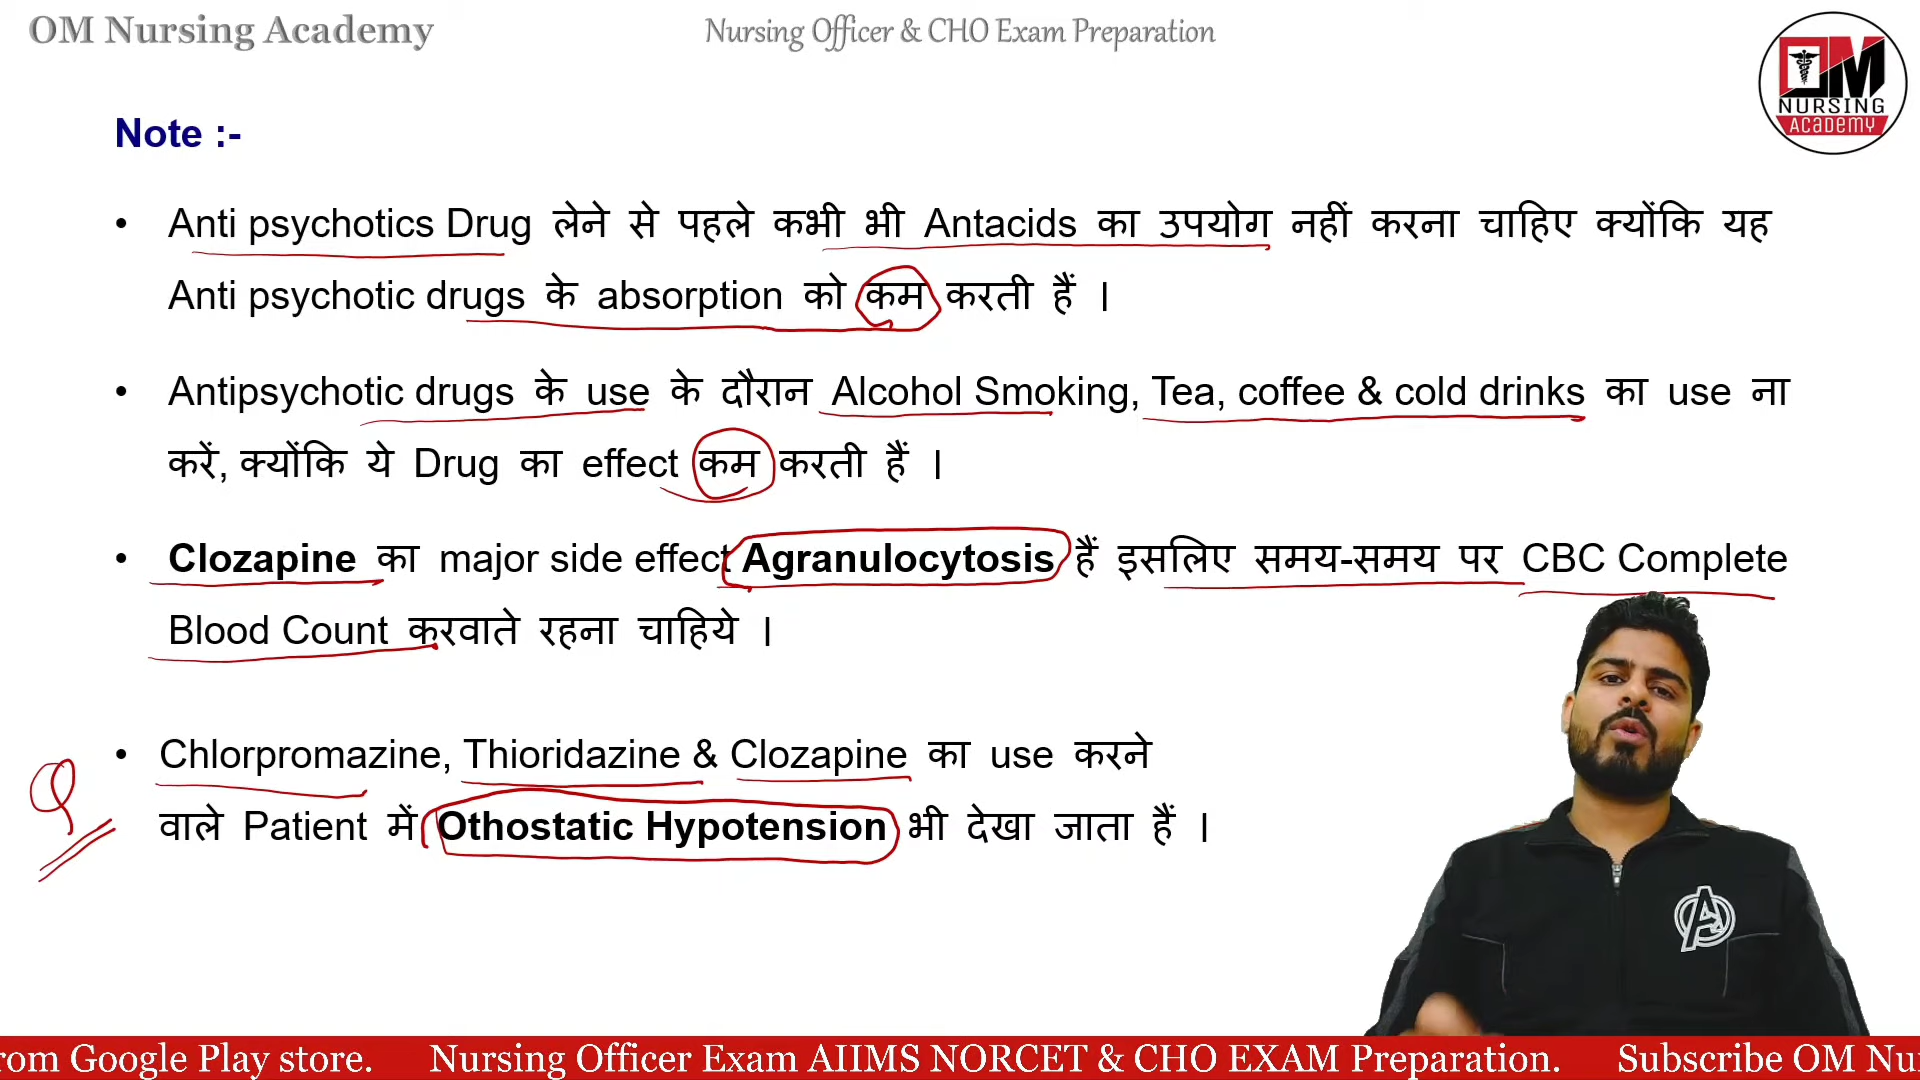 OM Nursing Academy
Nursing Officer & CHO Exam Preparation
OM
NURSING
ACADEMY
Note :-
• Anti psychotics Drug लेने से पहले कभी भी Antacids का उपयोग नहीं करना चाहिए क्योंकि यह
Anti psychotic drugs के absorption को कम करती हैं ।
• Antipsychotic drugs के use के दौरान Alcohol Smoking, Tea, coffee & cold drinks का use ना
करें, क्योंकि ये Drug का effect कम करती हैं ।
• Clozapine का major side effect Agranulocytosis हैं इसलिए समय-समय पर CBC Complete
Blood Count करवाते रहना चाहिये ।
• Chlorpromazine, Thioridazine & Clozapine का use करने
वाले Patient में Othostatic Hypotension भी देखा जाता हैं ।
rom Google Play store. Nursing Officer Exam AIIMS NORCET & CHO EXAM Preparation. Subscribe OM Nu